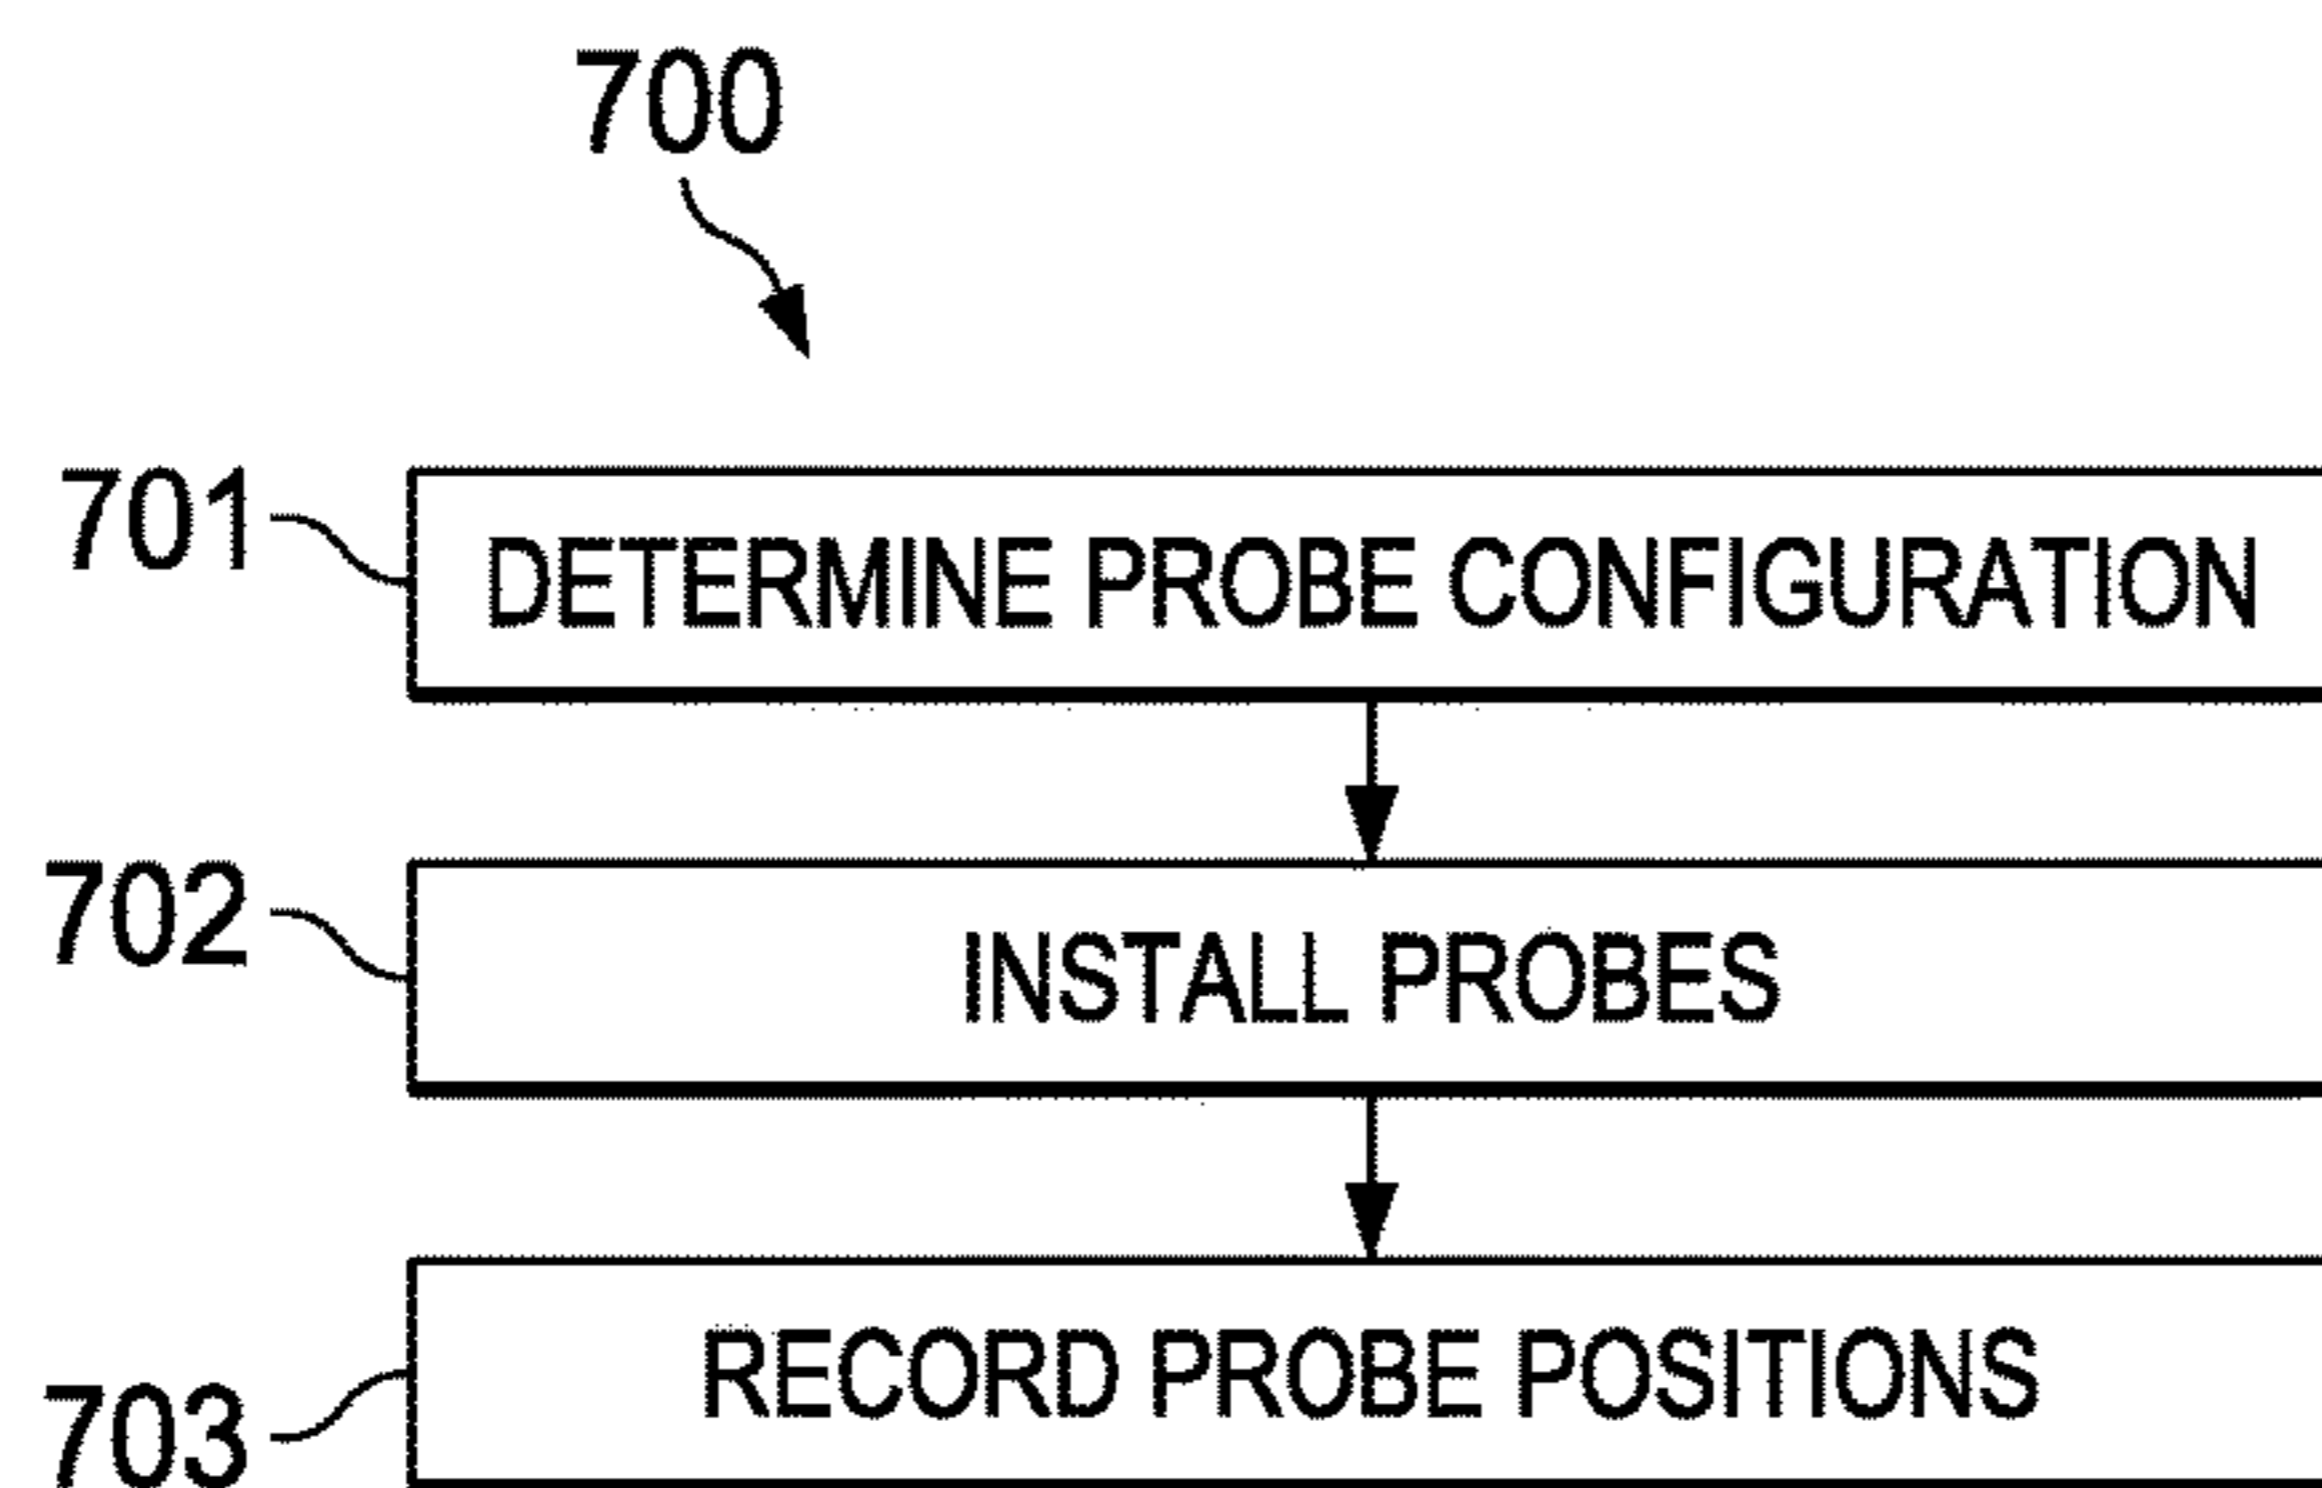 700
701
DETERMINE PROBE CONFIGURATION
702
INSTALL PROBES
703
RECORD PROBE POSITIONS